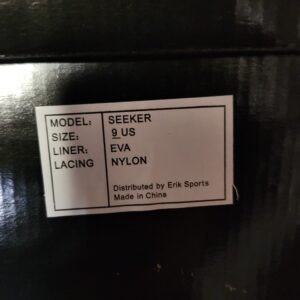 MODEL: SEEKER
SIZE: 9 US
LINER: EVA
LACING NYLON
Distributed by Erik Sports
Made in China